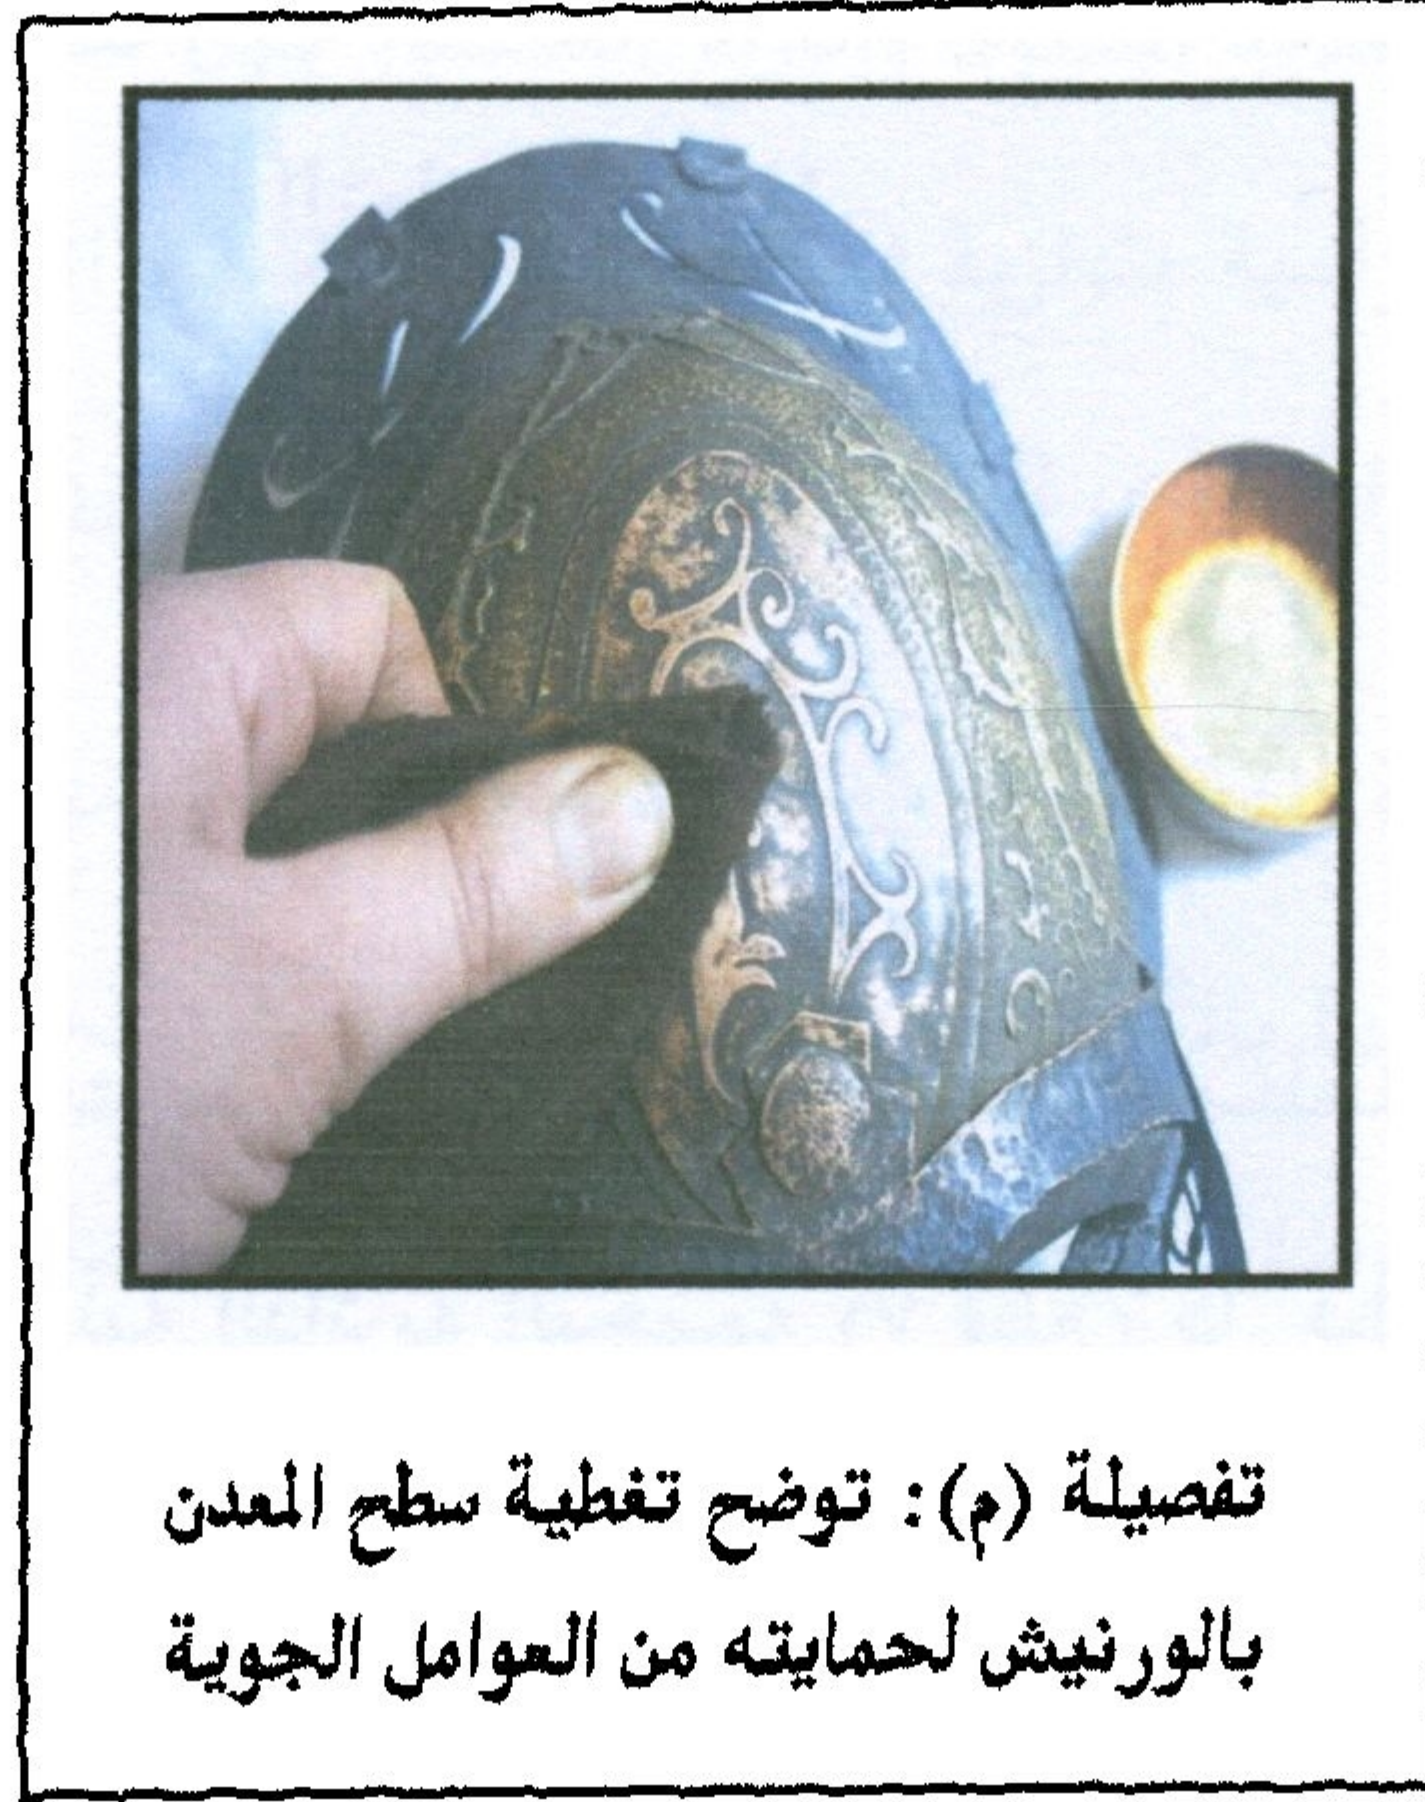 تفصيلة (م): توضح تغطية سطح المعدن
بالورنيش لحمايته من العوامل الجوية